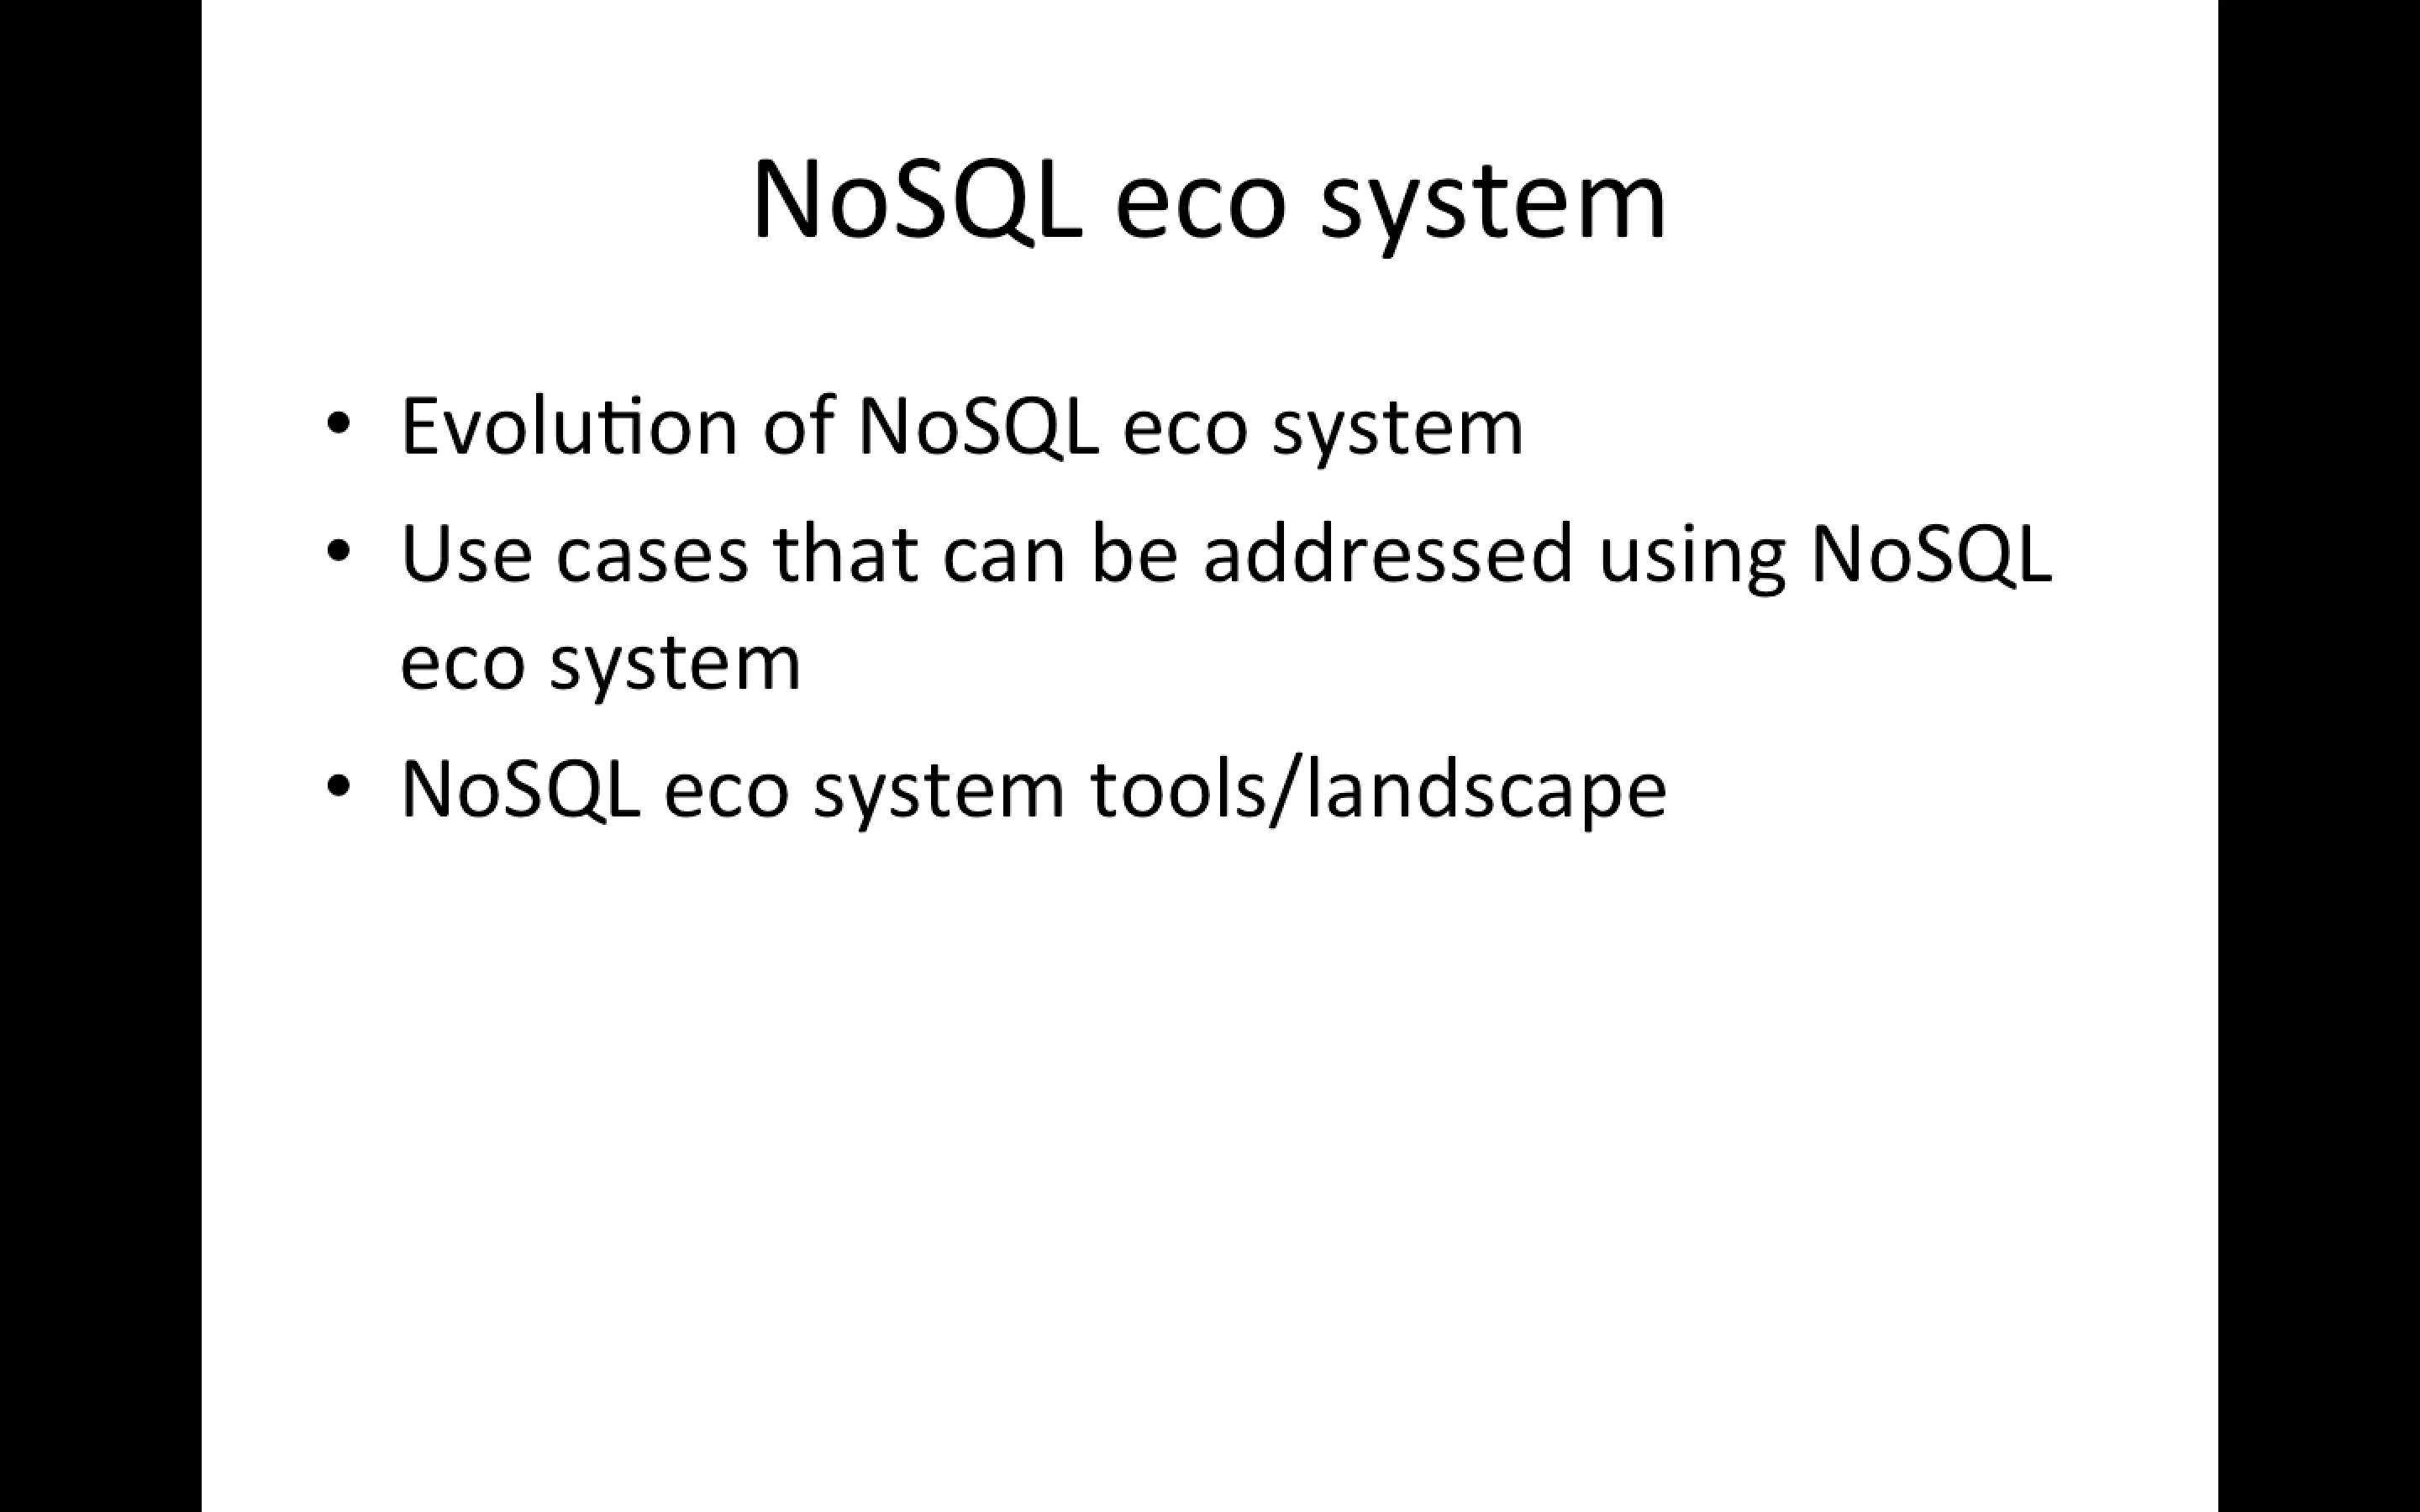 NoSQL eco system
• Evolution of NoSQL eco system
• Use cases that can be addressed using NoSQL
eco system
• NoSQL eco system tools/landscape